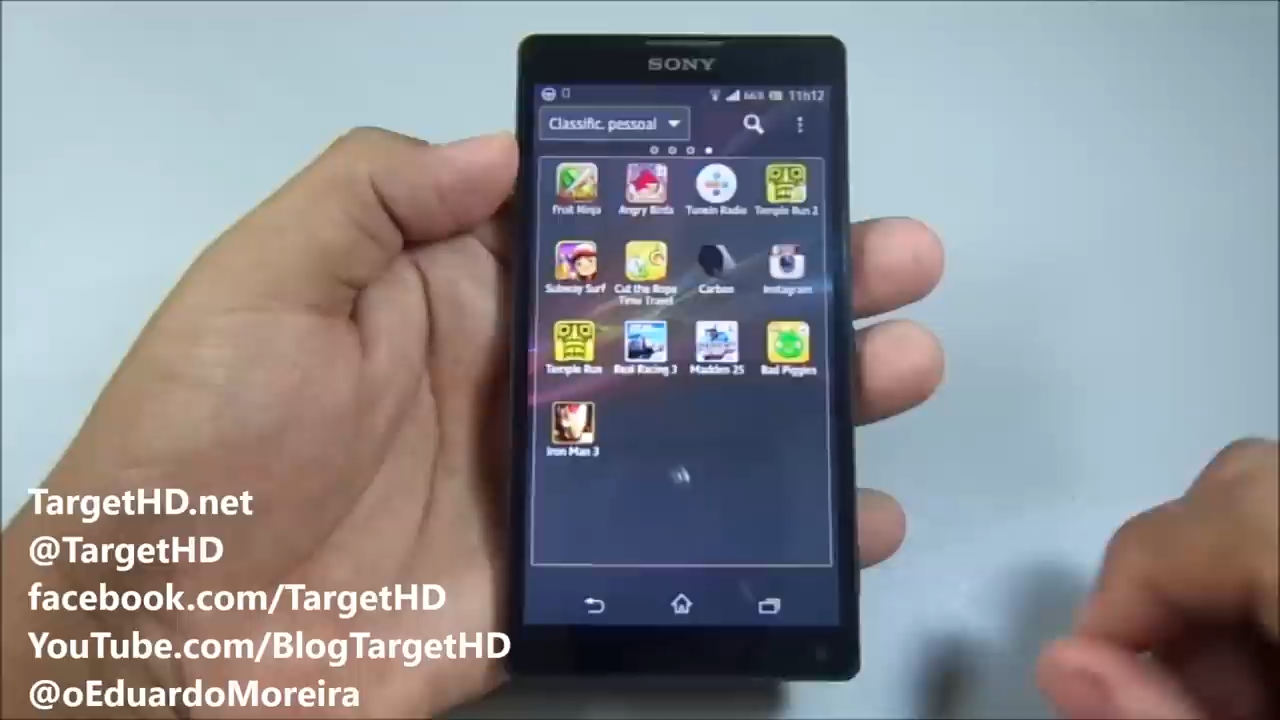 SONY
66% 11h12
Classific. pessoal
Fruit Ninja Angry Birds TuneIn Radio Temple Run 2
Subway Surf Cut the Rope Carbon Instagram
Time Travel
Temple Run Real Racing 3 Madden 25 Bad Piggies
Iron Man 3
TargetHD.net
@TargetHD
facebook.com/TargetHD
YouTube.com/BlogTargetHD
@oEduardoMoreira